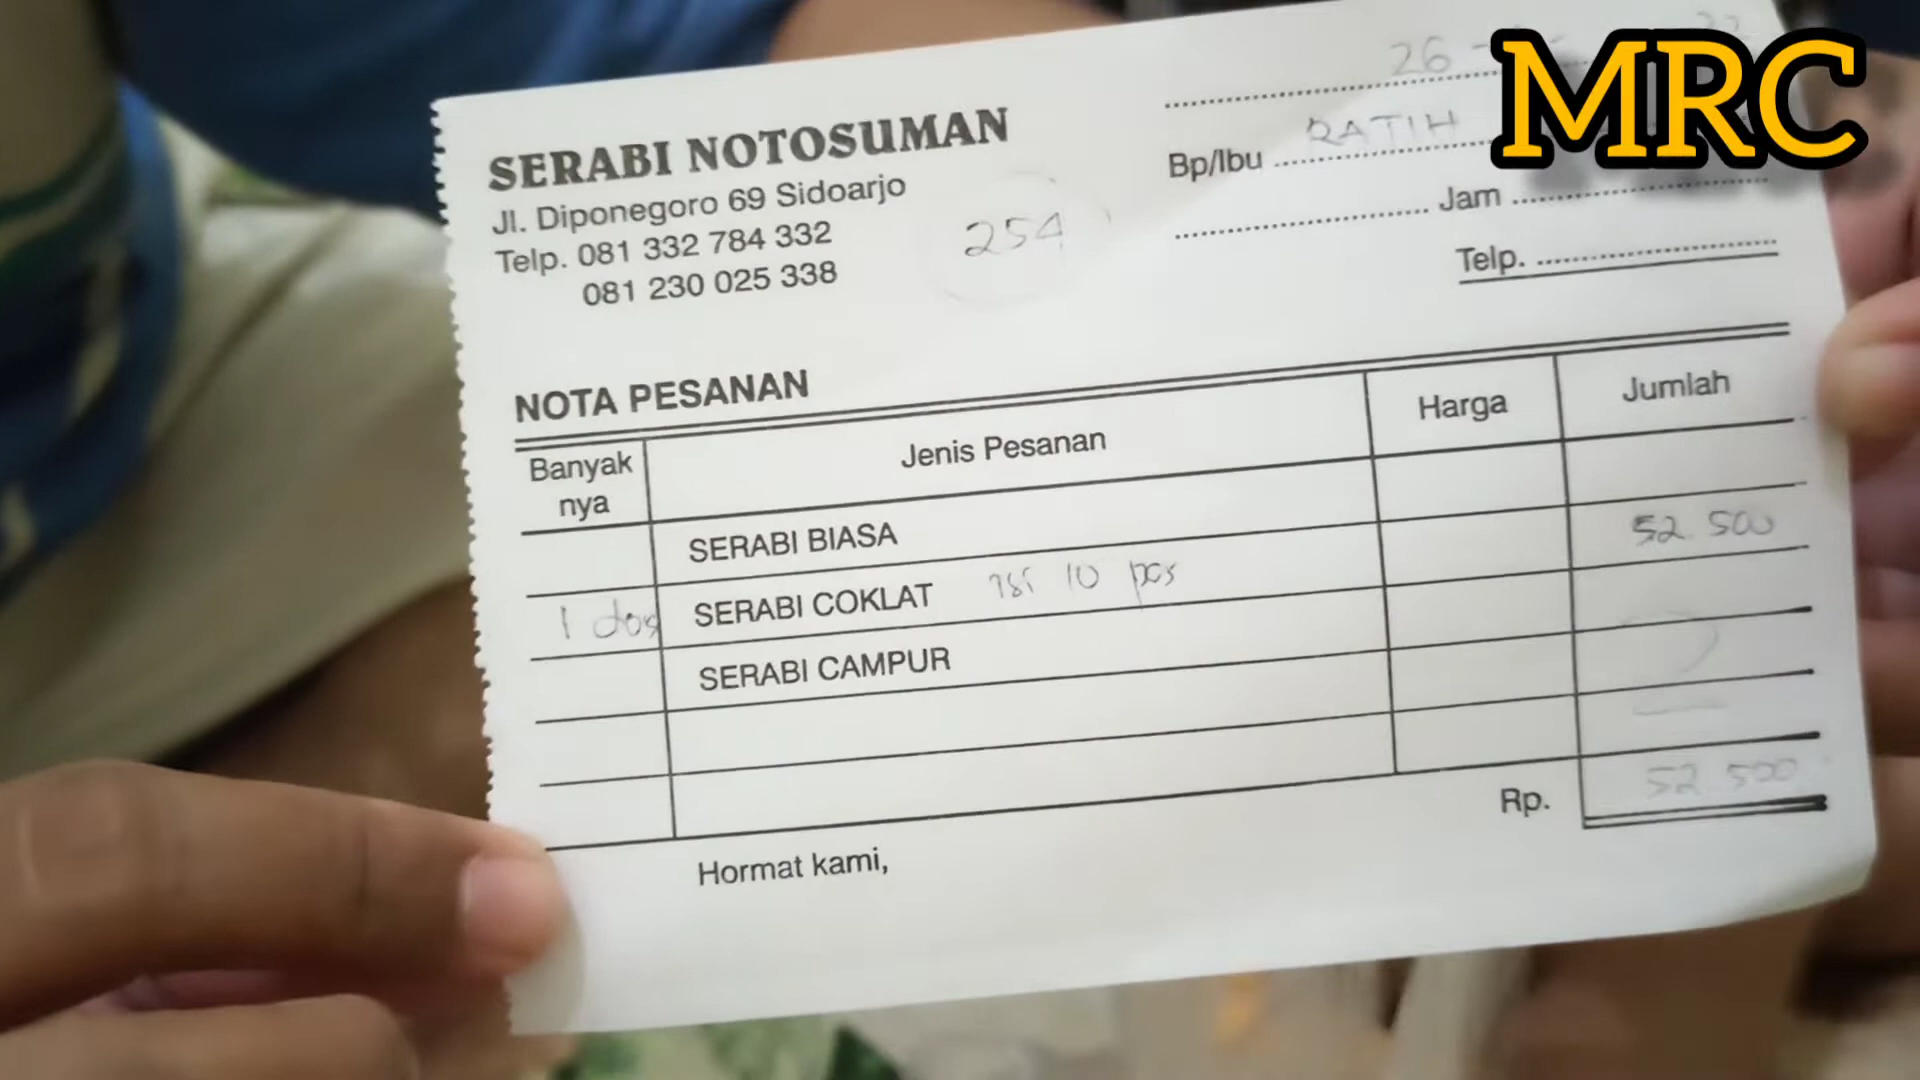 MRC
26
SERABI NOTOSUMAN
Jl. Diponegoro 69 Sidoarjo
Telp. 081 332 784 332
081 230 025 338
254
Bp/Ibu RATIH
Jam
Telp.
NOTA PESANAN
Banyak nya Jenis Pesanan Harga Jumlah
SERABI BIASA
1 dos SERABI COKLAT isi 10 pcs 52.500
SERABI CAMPUR
Rp. 52.500
Hormat kami,